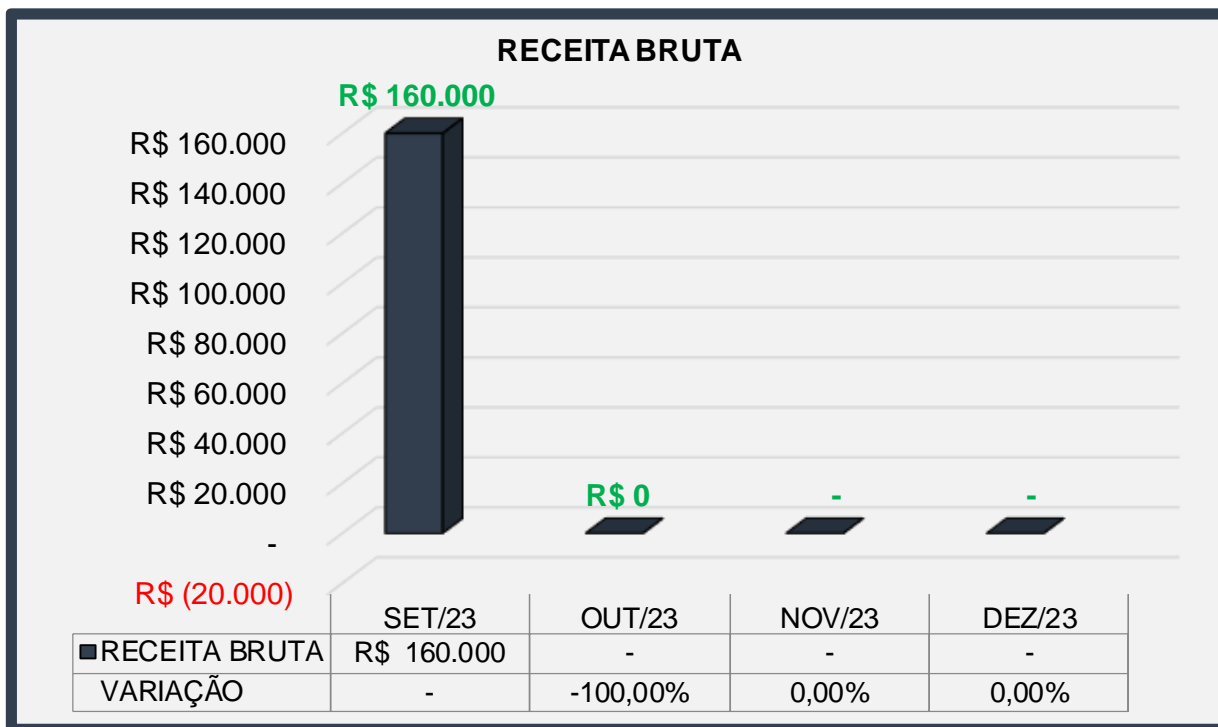 RECEITA BRUTA
R$ 160.000
R$ 160.000
R$ 140.000
R$ 120.000
R$ 100.000
R$ 80.000
R$ 60.000
R$ 40.000
R$ 20.000
-
R$ (20.000)
R$ 0 - -
SET/23 OUT/23 NOV/23 DEZ/23
RECEITA BRUTA R$ 160.000 - - -
VARIAÇÃO - -100,00% 0,00% 0,00%